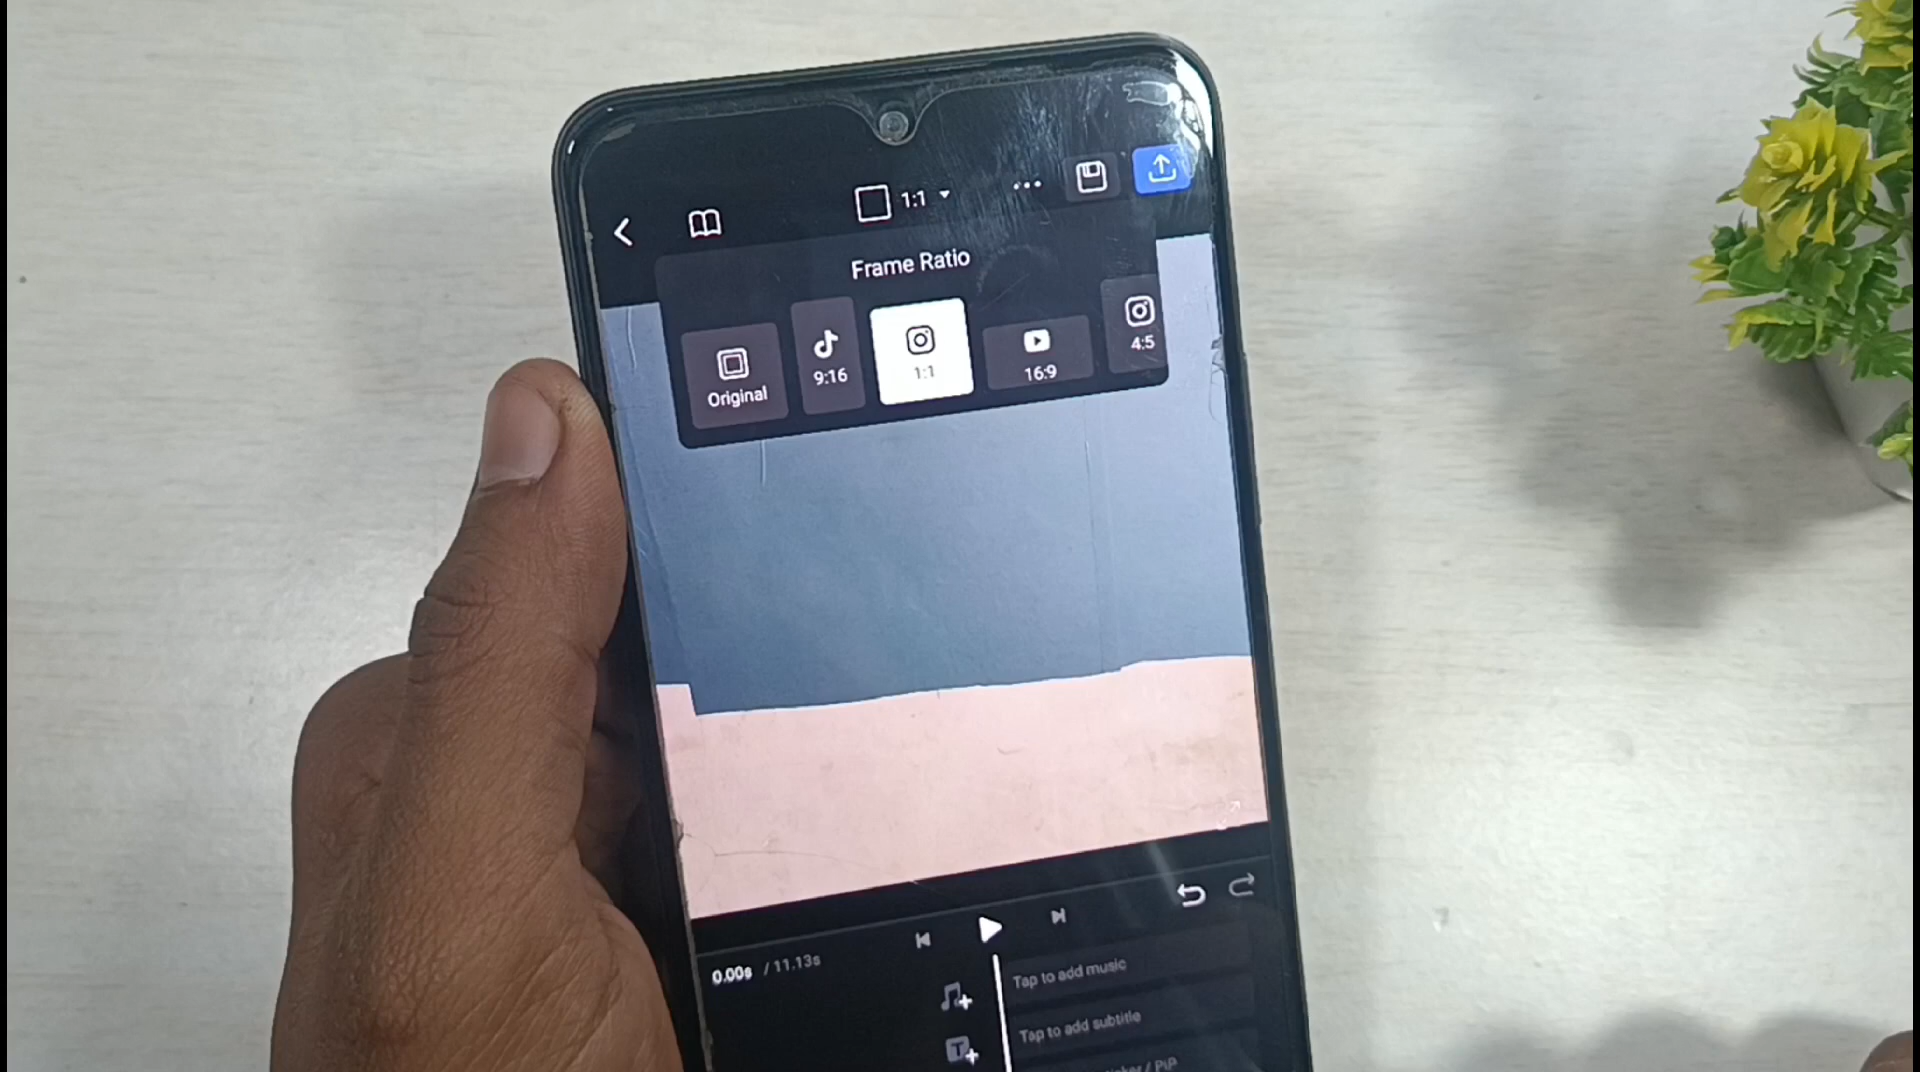 1:1
Frame Ratio
Original
9:16
1:1
16:9
4:5
0.00s / 11.13s
Tap to add music
T
Tap to add subtitle
/ PiP